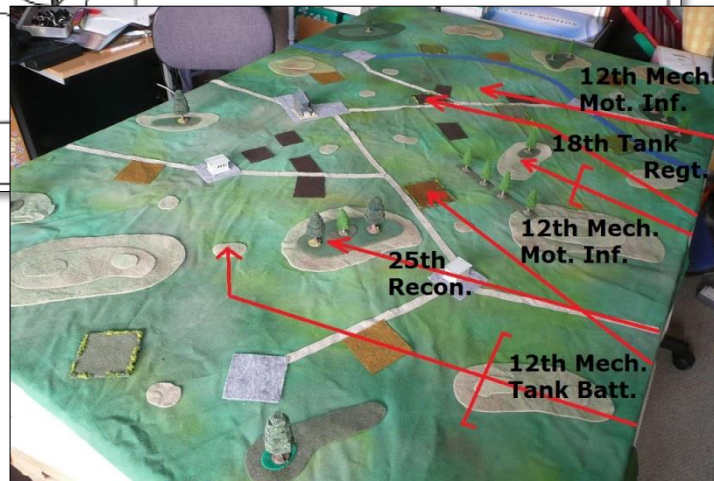 12th Mech.
Mot. Inf.
18th Tank
Regt.
12th Mech.
Mot. Inf.
25th
Recon.
12th Mech.
Tank Batt.